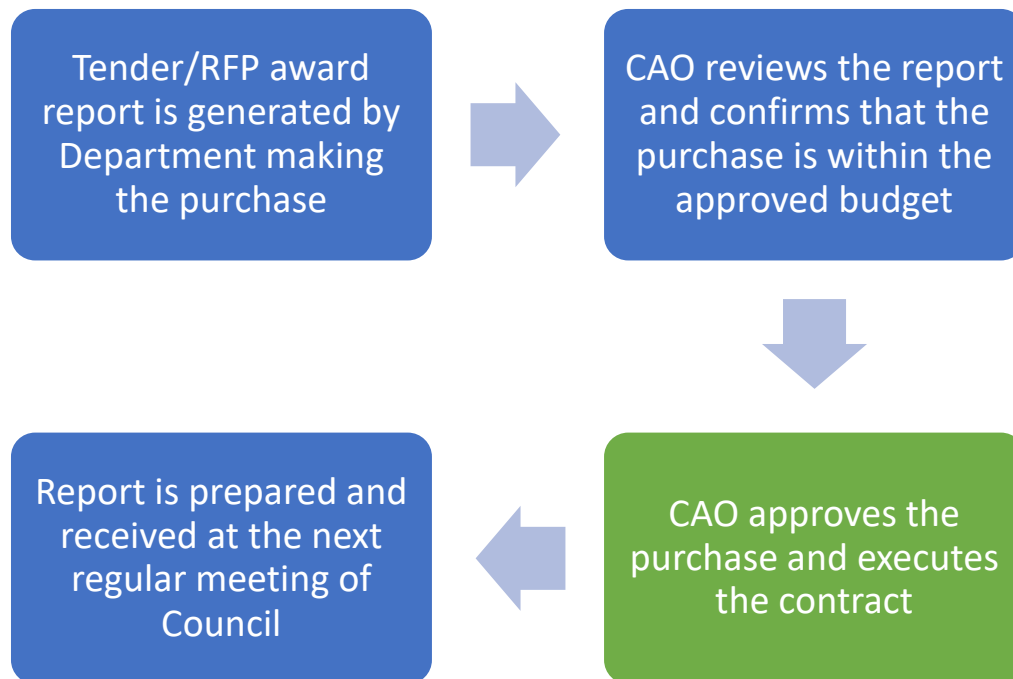 Tender/RFP award
report is generated by
Department making
the purchase
CAO reviews the report
and confirms that the
purchase is within the
approved budget
CAO approves the
purchase and executes
the contract
Report is prepared and
received at the next
regular meeting of
Council